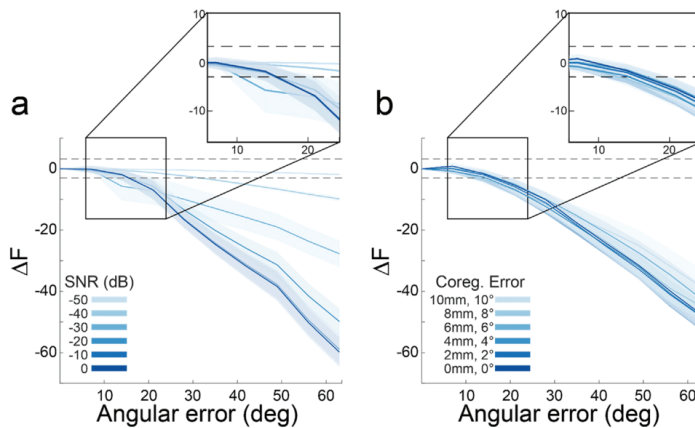 10
0
-10
10
20
a
0
-20
-40
-60
ΔF
SNR (dB)
-50
-40
-30
-20
-10
0
0
10
20
30
40
50
60
Angular error (deg)
10
0
-10
10
20
b
0
-20
-40
-60
ΔF
Coreg. Error
10mm, 10°
8mm, 8°
6mm, 6°
4mm, 4°
2mm, 2°
0mm, 0°
0
10
20
30
40
50
60
Angular error (deg)